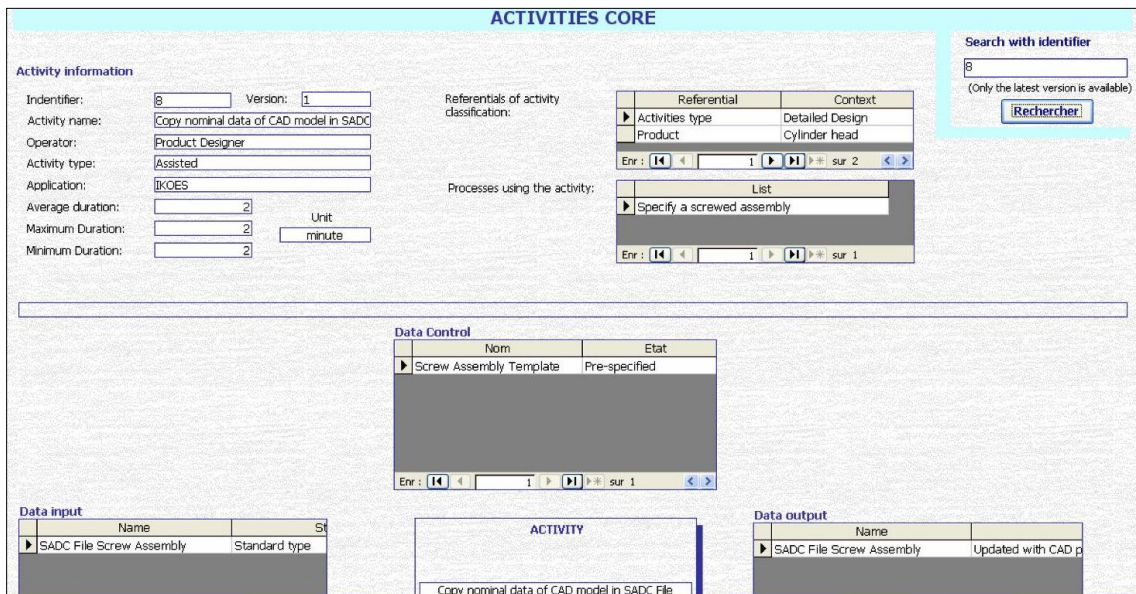 ACTIVITIES CORE
Search with identifier
8
(Only the latest version is available)
Rechercher
Activity information
Indentifier: 8 Version: 1
Activity name: Copy nominal data of CAD model in SADC
Operator: Product Designer
Activity type: Assisted
Application: IKOES
Average duration: 2
Maximum Duration: 2
Minimum Duration: 2
Unit
minute
Referentials of activity
classification:
Referential Context
Activities type Detailed Design
Product Cylinder head
Enr : 1 sur 2
Processes using the activity:
List
Specify a screwed assembly
Enr : 1 sur 1
Data Control
Nom Etat
Screw Assembly Template Pre-specified
Enr : 1 sur 1
Data input
Name St
SADC File Screw Assembly Standard type
ACTIVITY
Copy nominal data of CAD model in SADC File
Data output
Name
SADC File Screw Assembly Updated with CAD p